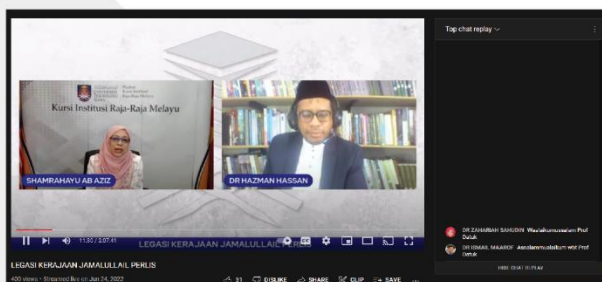 Top chat replay
Kursi Institusi Raja-Raja Melayu
SHAMRAHAYU AB AZIZ
DR HAZMAN HASSAN
LEGASI KERAJAAN JAMALULLAIL PERLIS
LEGASI KERAJAAN JAMALULLAIL PERLIS
400 views • Streamed live on Jun 24, 2022
31 DISLIKE SHARE CLIP SAVE
DR ZAHARIAH SAHUDIN Waalaikumussalam Prof
Datuk
DR ISMAIL MAAROF Assalammualaikum wbt Prof
Datuk
HIDE CHAT REPLAY